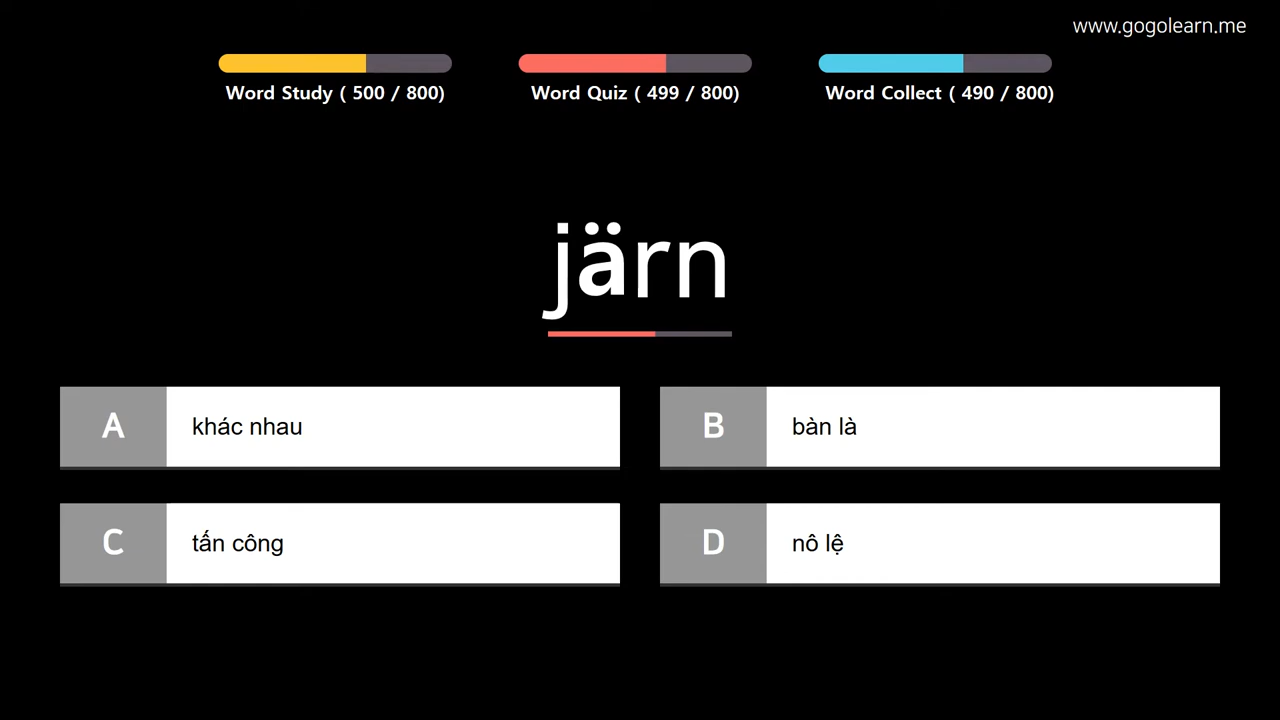 www.gogolearn.me
Word Study ( 500 / 800)
Word Quiz ( 499 / 800)
Word Collect ( 490 / 800)
järn
A khác nhau
B bàn là
C tấn công
D nô lệ